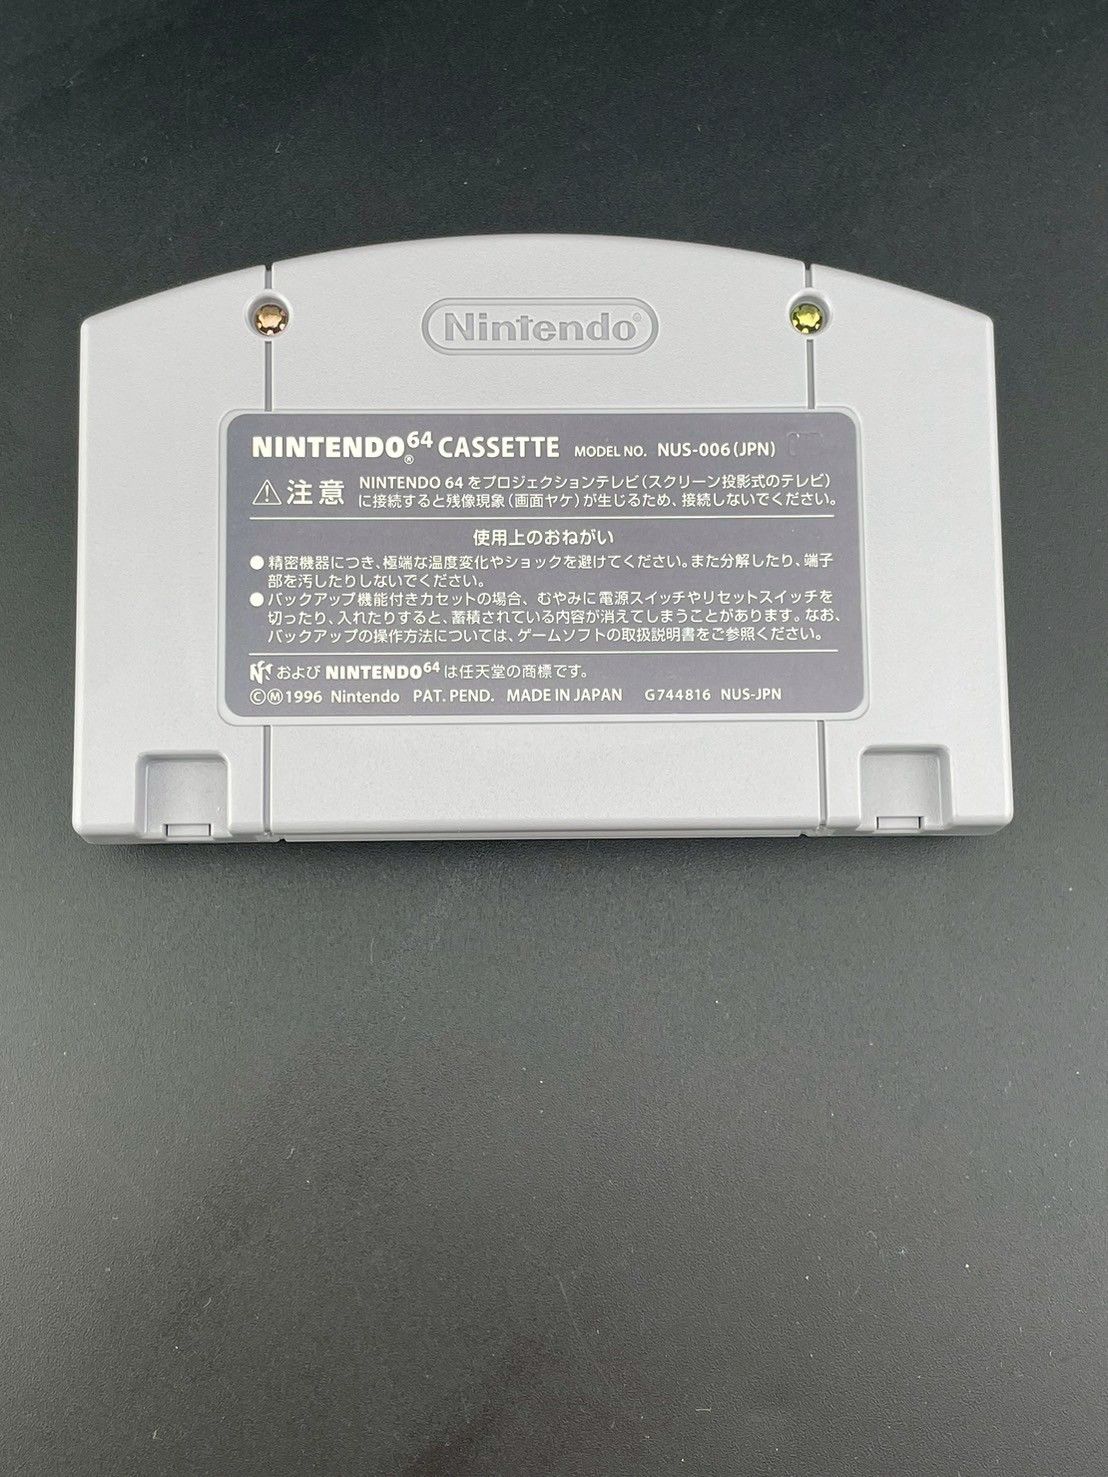 Nintendo®
NINTENDO64® CASSETTE MODEL NO. NUS-006(JPN)
⚠注意 NINTENDO 64をプロジェクションテレビ(スクリーン投影式のテレビ)
に接続すると残像現象(画面ヤケ)が生じるため、接続しないでください。
使用上のおねがい
●精密機器につき、極端な温度変化やショックを避けてください。また分解したり、端子
部を汚したりしないでください。
●バックアップ機能付きカセットの場合、むやみに電源スイッチやリセットスイッチを
切ったり、入れたりすると、蓄積されている内容が消えてしまうことがあります。なお、
バックアップの操作方法については、ゲームソフトの取扱説明書をご参照ください。
および NINTENDO64は任天堂の商標です。
ⒸⓂ1996 Nintendo PAT. PEND. MADE IN JAPAN G744816 NUS-JPN